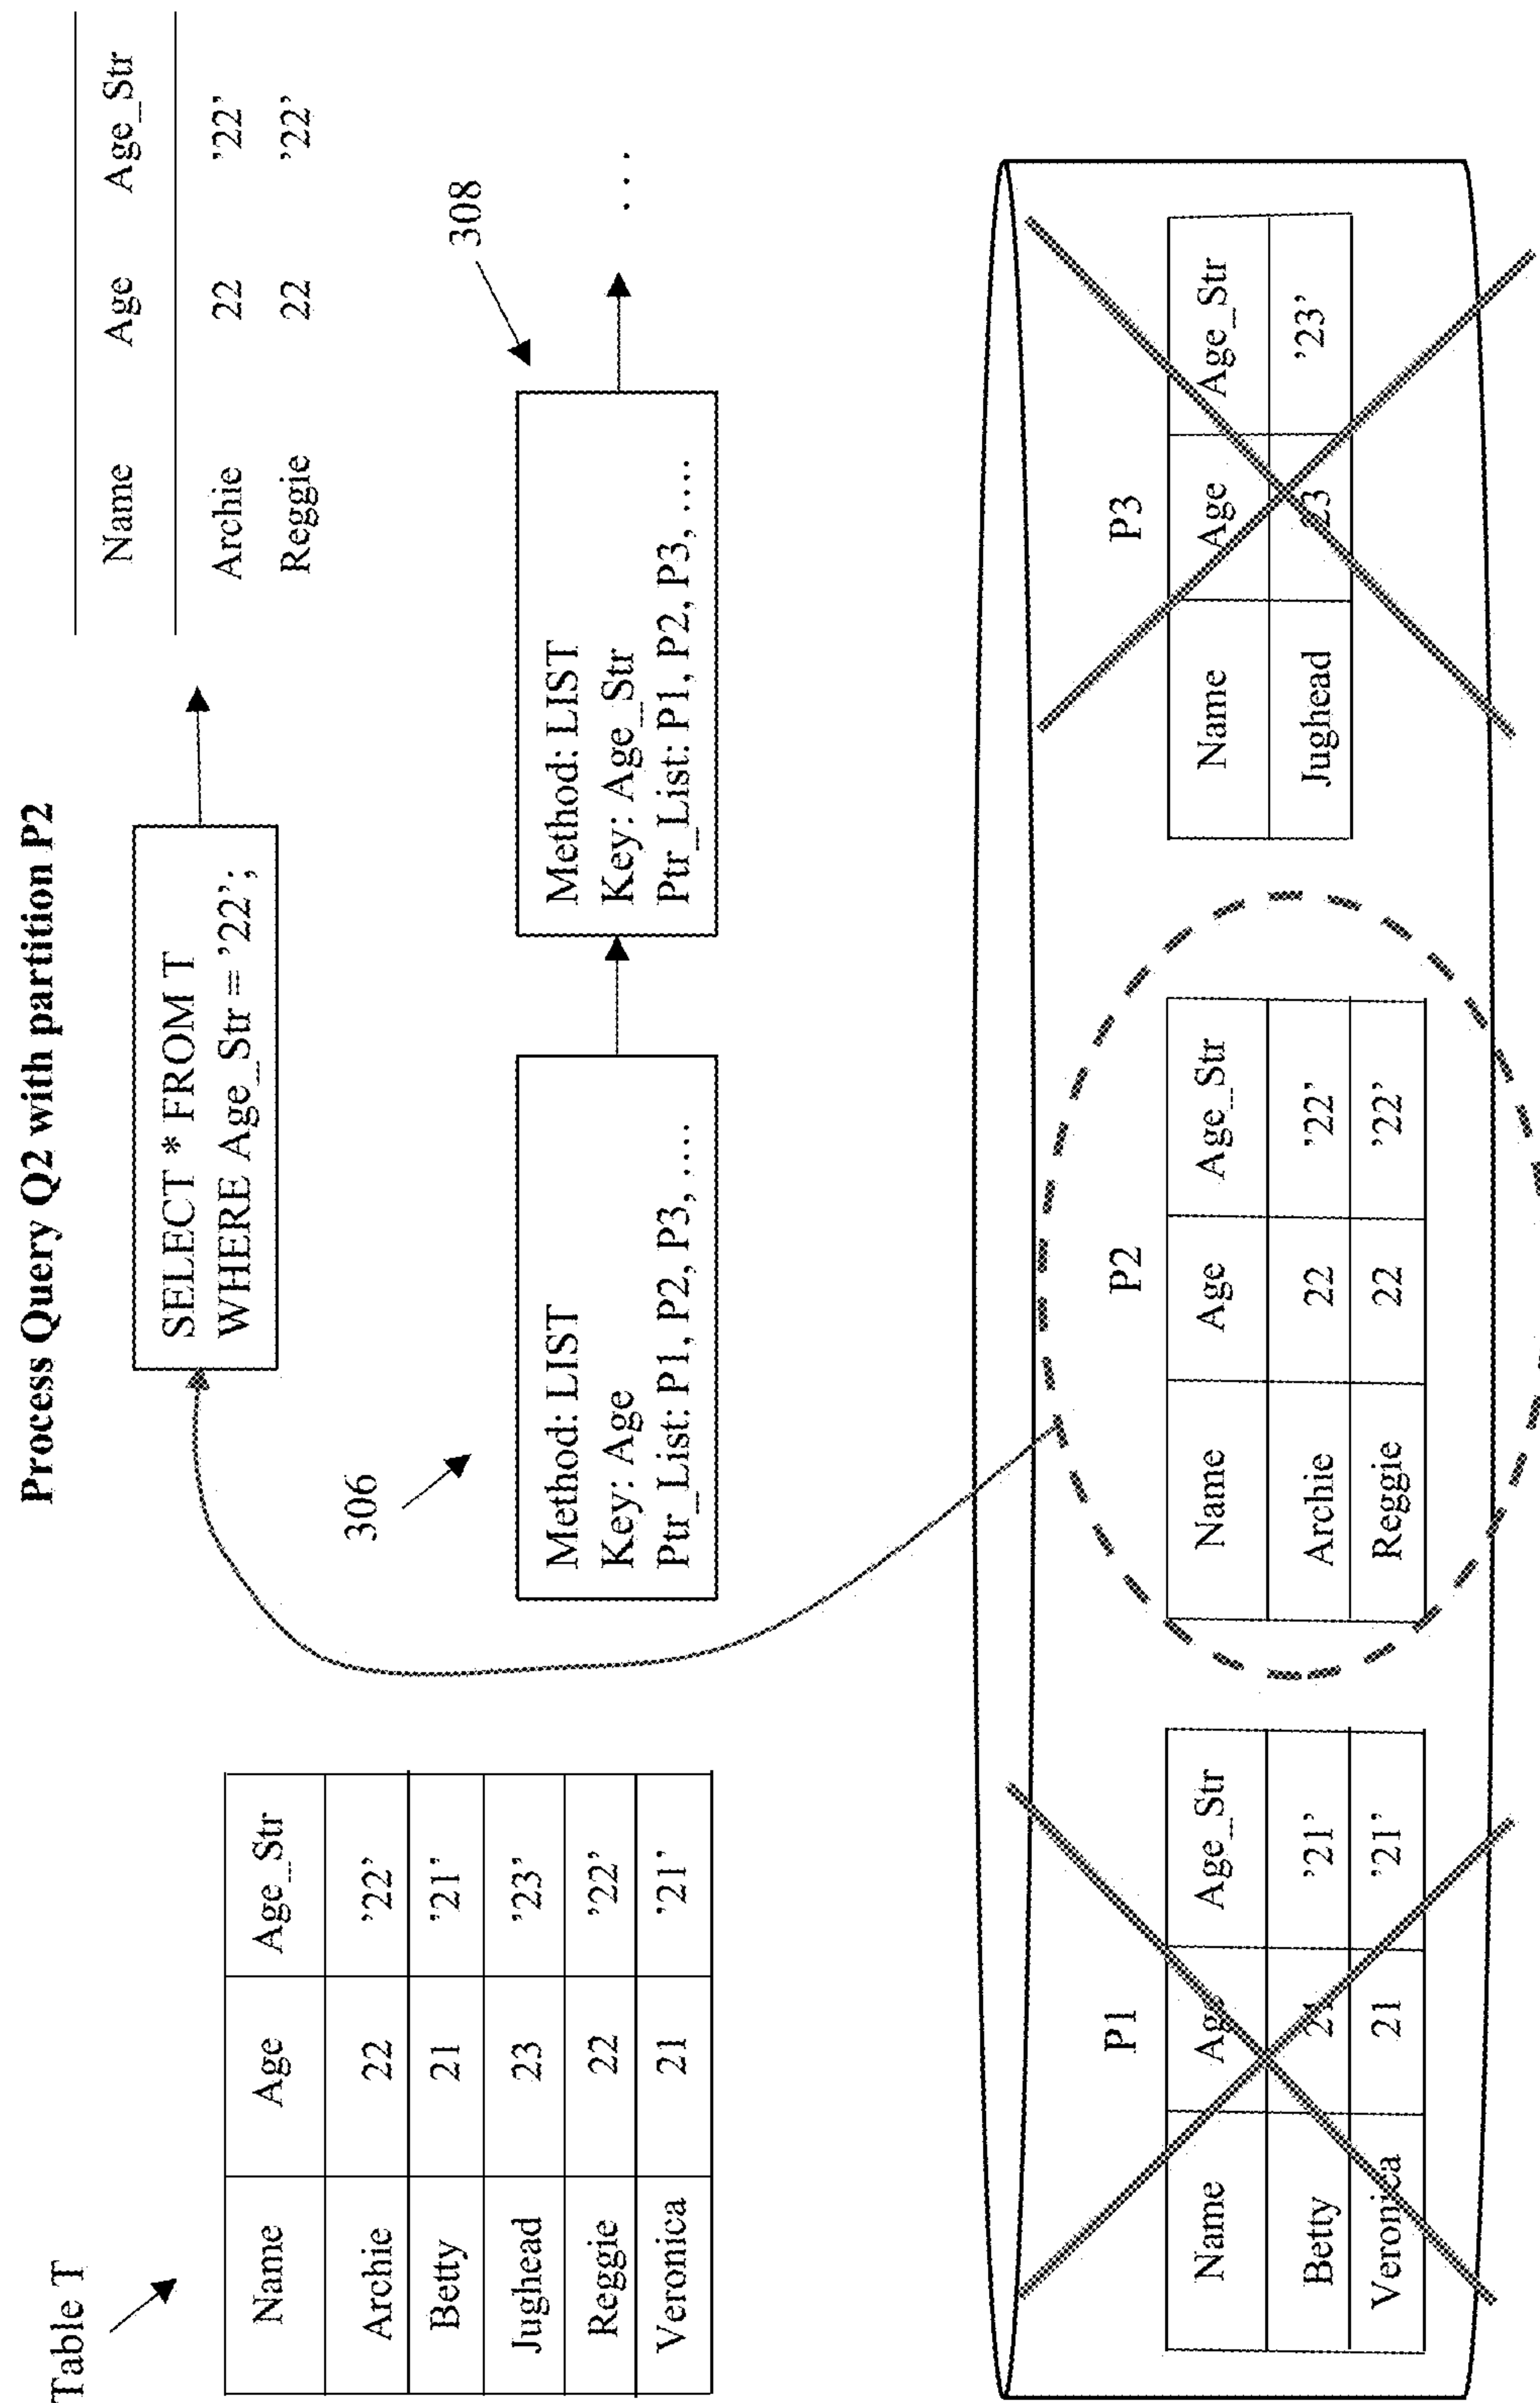 Process Query Q2 with partition P2
Table T
Name Age Age_Str
Archie 22 ’22’
Betty 21 ’21’
Jughead 23 ’23’
Reggie 22 ’22’
Veronica 21 ’21’
SELECT * FROM T
WHERE Age_Str = ’22’;
Name Age Age_Str
Archie 22 ’22’
Reggie 22 ’22’
306
Method: LIST
Key: Age
Ptr_List: P1, P2, P3, ....
308
Method: LIST
Key: Age_Str
Ptr_List: P1, P2, P3, ....
....
P1
Name Age Age_Str
Betty 21 ’21’
Veronica 21 ’21’
P2
Name Age Age_Str
Archie 22 ’22’
Reggie 22 ’22’
P3
Name Age Age_Str
Jughead 23 ’23’